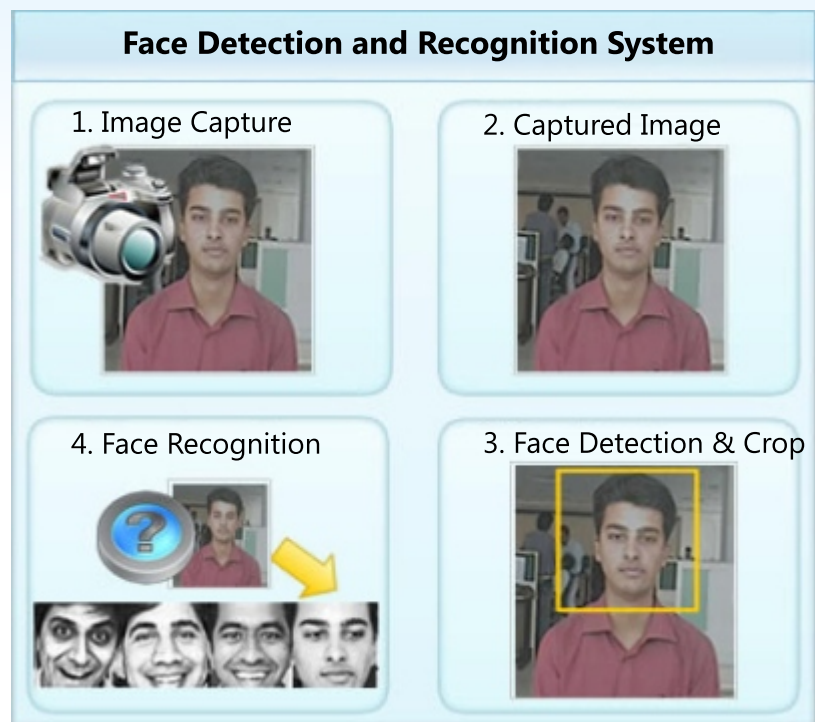 Face Detection and Recognition System
1. Image Capture
2. Captured Image
4. Face Recognition
3. Face Detection & Crop
?